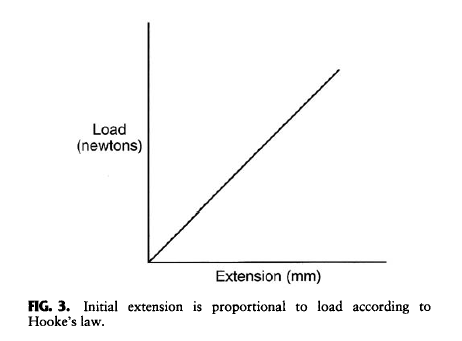 Load
(newtons)
Extension (mm)
FIG. 3. Initial extension is proportional to load according to
Hooke's law.